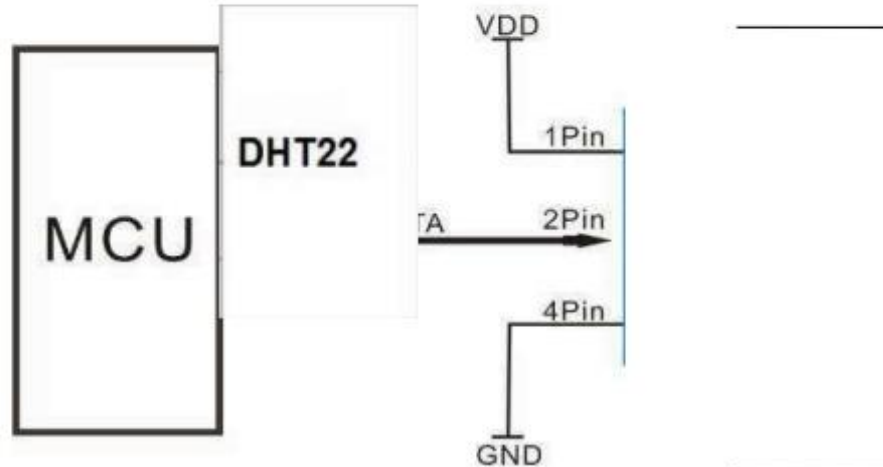 VDD
1Pin
DHT22
MCU
TA
2Pin
4Pin
GND